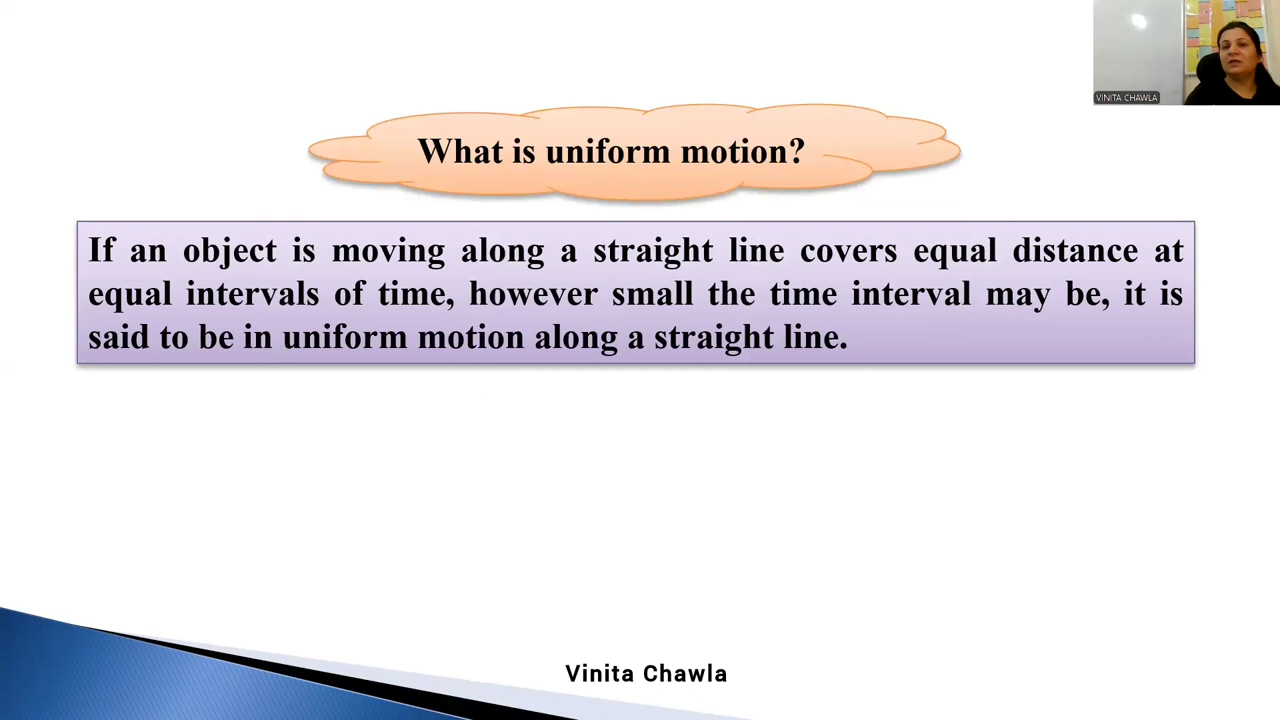 VINITA CHAWLA
What is uniform motion?
If an object is moving along a straight line covers equal distance at
equal intervals of time, however small the time interval may be, it is
said to be in uniform motion along a straight line.
Vinita Chawla